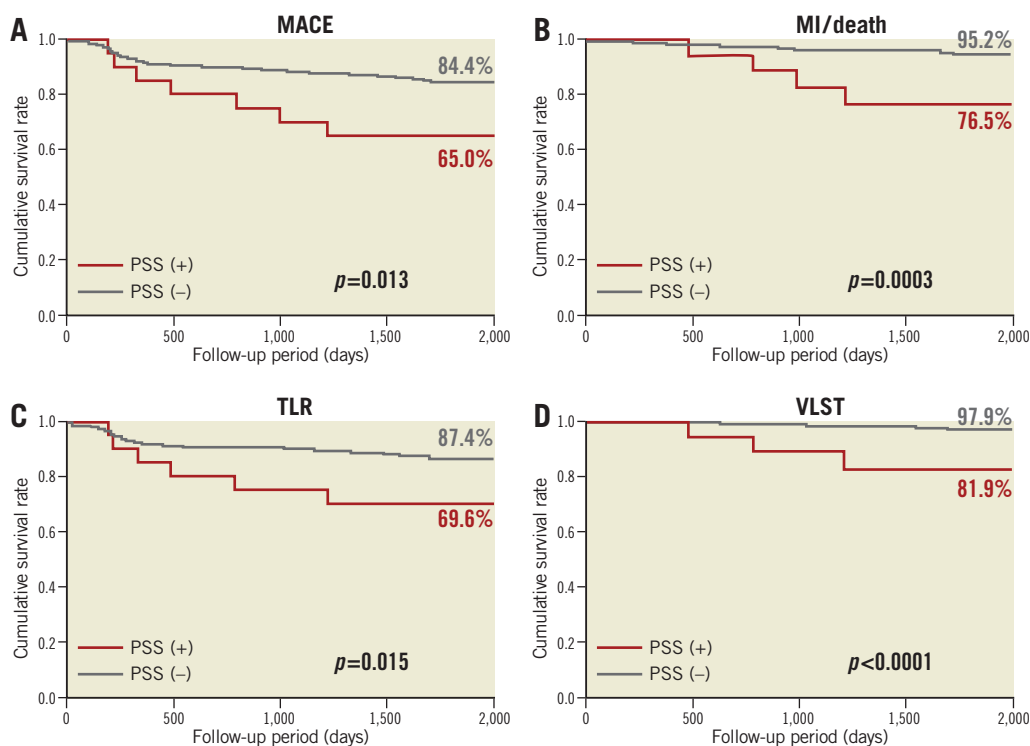 A
MACE
Cumulative survival rate
1.0
0.8
0.6
0.4
0.2
0.0
84.4%
65.0%
PSS (+)
PSS (–)
p=0.013
0
500
1,000
1,500
2,000
Follow-up period (days)
B
MI/death
Cumulative survival rate
1.0
0.8
0.6
0.4
0.2
0.0
95.2%
76.5%
PSS (+)
PSS (–)
p=0.0003
0
500
1,000
1,500
2,000
Follow-up period (days)
C
TLR
Cumulative survival rate
1.0
0.8
0.6
0.4
0.2
0.0
87.4%
69.6%
PSS (+)
PSS (–)
p=0.015
0
500
1,000
1,500
2,000
Follow-up period (days)
D
VLST
Cumulative survival rate
1.0
0.8
0.6
0.4
0.2
0.0
97.9%
81.9%
PSS (+)
PSS (–)
p<0.0001
0
500
1,000
1,500
2,000
Follow-up period (days)